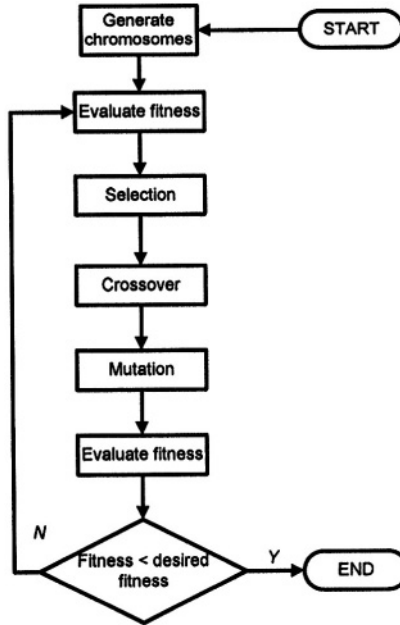 START
Generate
chromosomes
Evaluate fitness
Selection
Crossover
Mutation
Evaluate fitness
Fitness < desired
fitness
N
Y
END